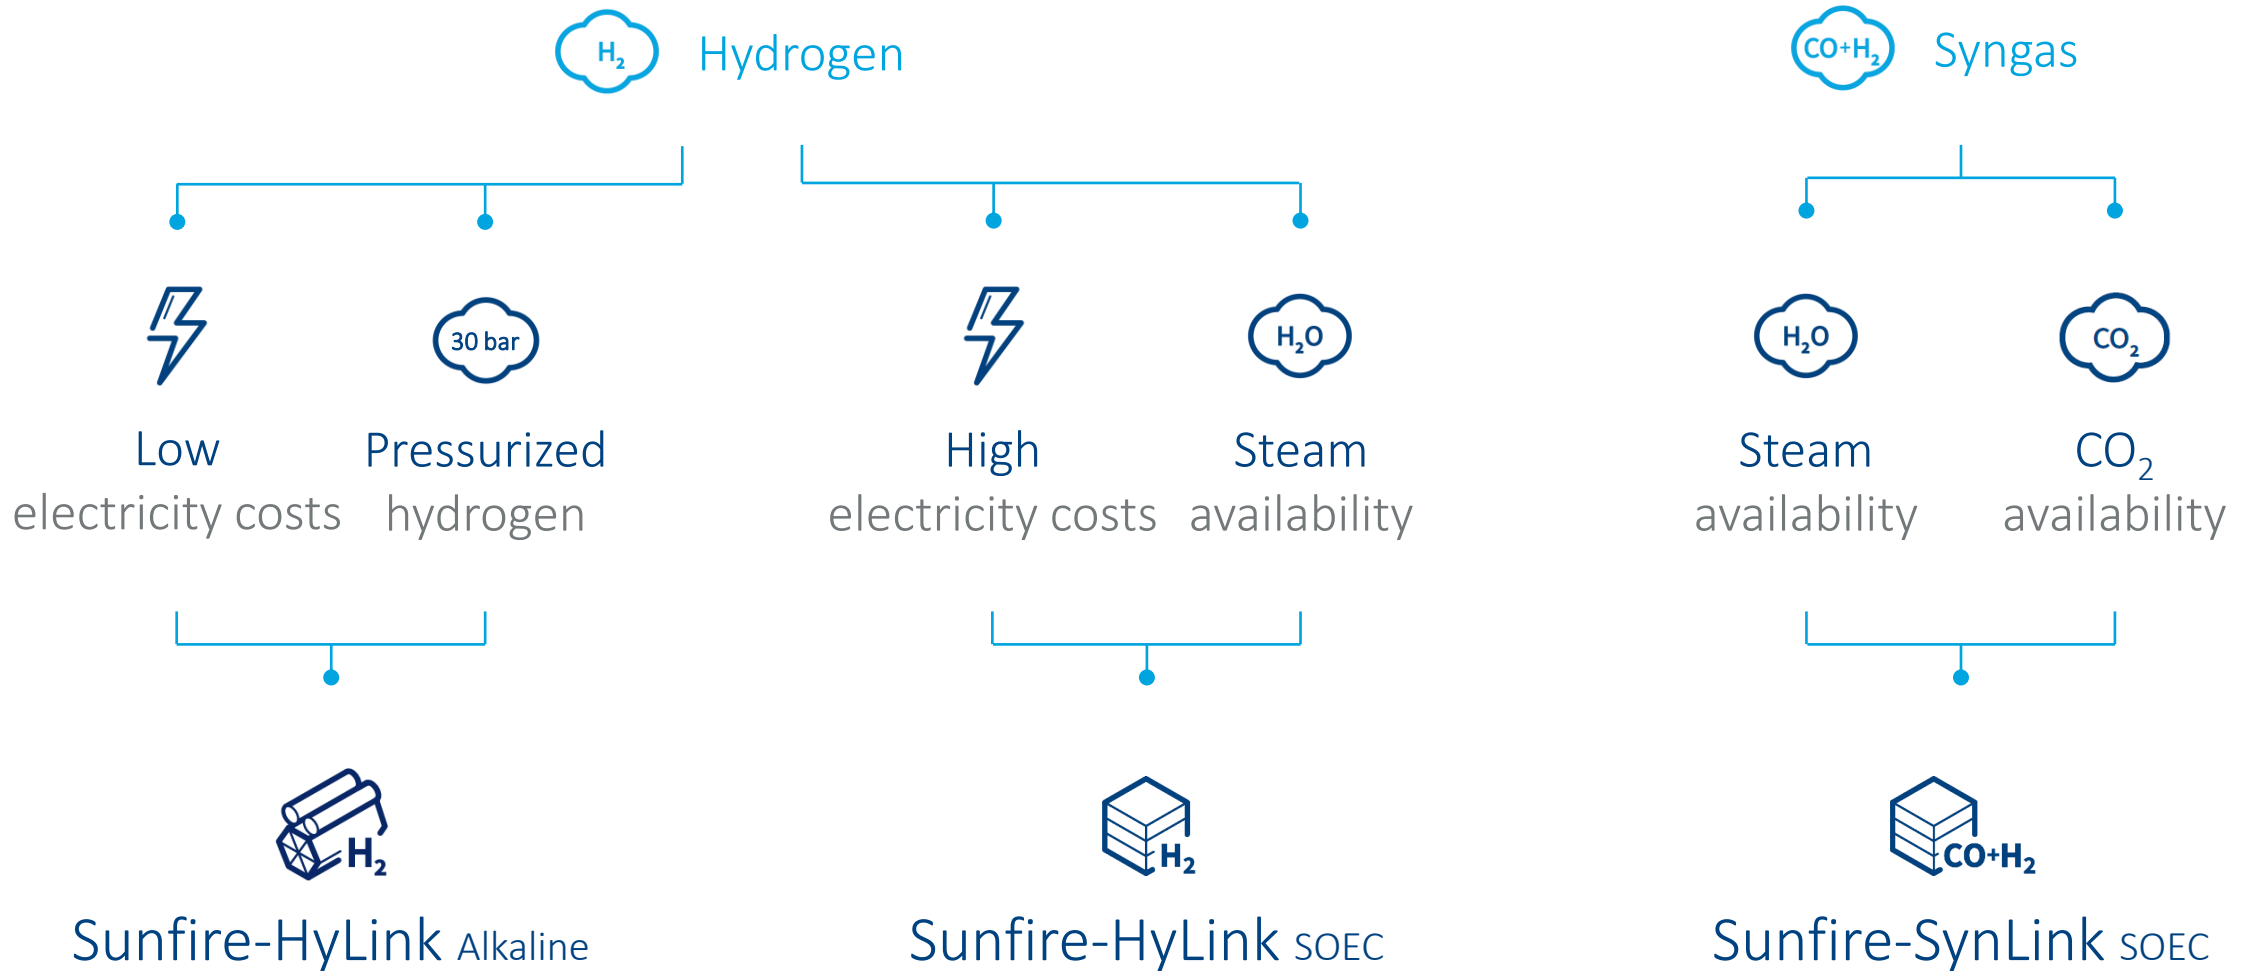 H₂ Hydrogen
CO+H₂ Syngas
30 bar
H₂O
H₂O
CO₂
Low
electricity costs
Pressurized
hydrogen
High
electricity costs
Steam
availability
Steam
availability
CO₂
availability
H₂
H₂
CO+H₂
Sunfire-HyLink Alkaline
Sunfire-HyLink SOEC
Sunfire-SynLink SOEC